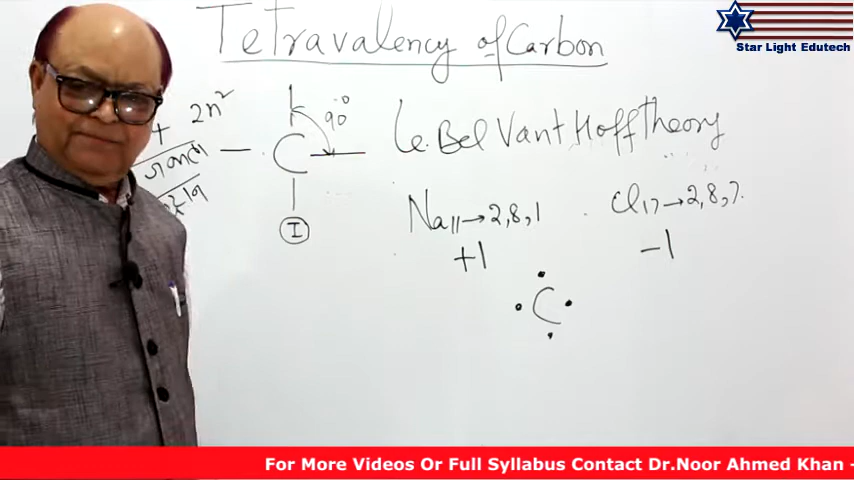 Tetravalency of Carbon
Star Light Edutech
+ 2n²
90°
C
I
Le Bel Vant Hoff theory
Na11→2,8,1
Cl17→2,8,7
+1
-1
C
For More Videos Or Full Syllabus Contact Dr.Noor Ahmed Khan -